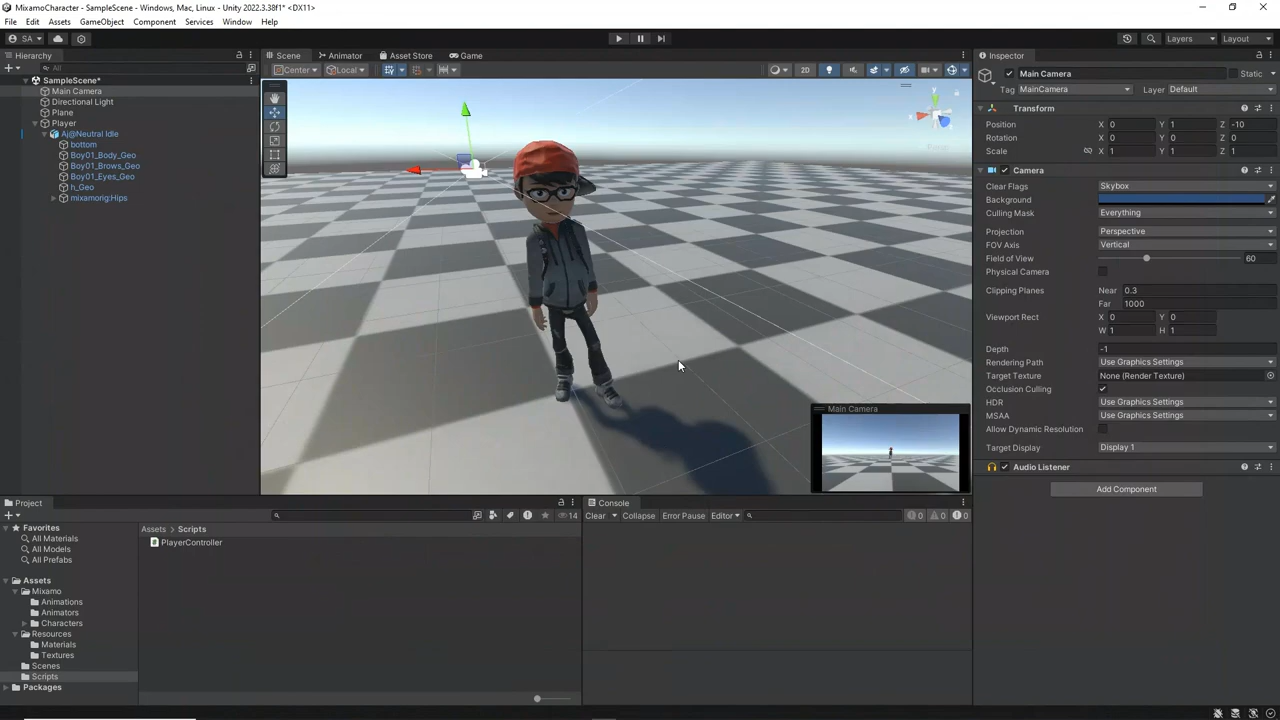 MixamoCharacter - SampleScene - Windows, Mac, Linux - Unity 2022.3.38f1* <DX11>
File Edit Assets GameObject Component Services Window Help
SA Layers Layout
Hierarchy
All
SampleScene*
Main Camera
Directional Light
Plane
Player
Aj@Neutral Idle
bottom
Boy01_Body_Geo
Boy01_Brows_Geo
Boy01_Eyes_Geo
h_Geo
mixamorig:Hips
Scene Animator Asset Store Game
Center Local 2D
y
Main Camera
Inspector
Main Camera Static
Tag MainCamera Layer Default
Transform
Position X 0 Y 1 Z -10
Rotation X 0 Y 0 Z 0
Scale X 1 Y 1 Z 1
Camera
Clear Flags Skybox
Background
Culling Mask Everything
Projection Perspective
FOV Axis Vertical
Field of View 60
Physical Camera
Clipping Planes Near 0.3
Far 1000
Viewport Rect X 0 Y 0
W 1 H 1
Depth -1
Rendering Path Use Graphics Settings
Target Texture None (Render Texture)
Occlusion Culling
HDR Use Graphics Settings
MSAA Use Graphics Settings
Allow Dynamic Resolution
Target Display Display 1
Audio Listener
Add Component
Project
14
Favorites
All Materials
All Models
All Prefabs
Assets
Mixamo
Animations
Animators
Characters
Resources
Materials
Textures
Scenes
Scripts
Packages
Assets > Scripts
PlayerController
Console
Clear Collapse Error Pause Editor 0 0 0